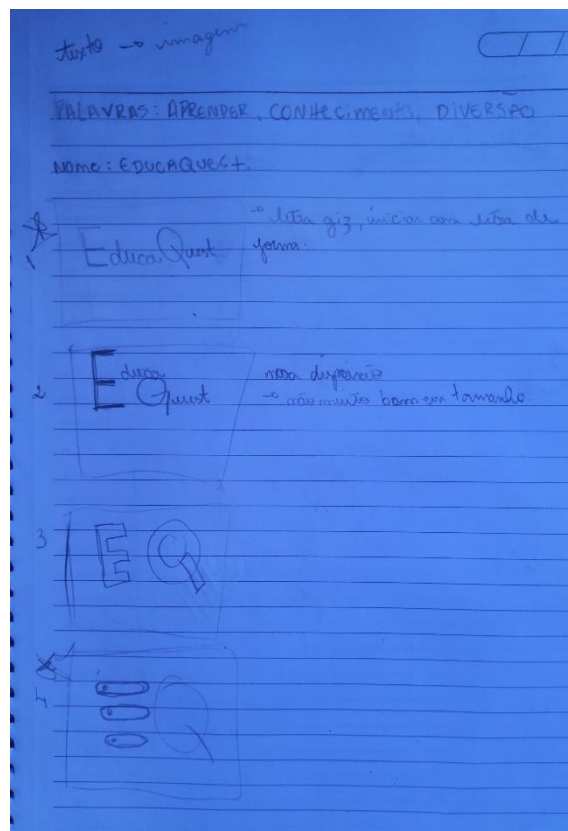 texto → imagem
PALAVRAS: APRENDER, CONHECIMENTO, DIVERSÃO
NOME: EDUCAQUEST.
→ letra giz, iniciar com letra de
1 EducaQuest forma.
2 Educa nova disposição
Quest → não muito bom em tamanho.
3 E Q
4 Q